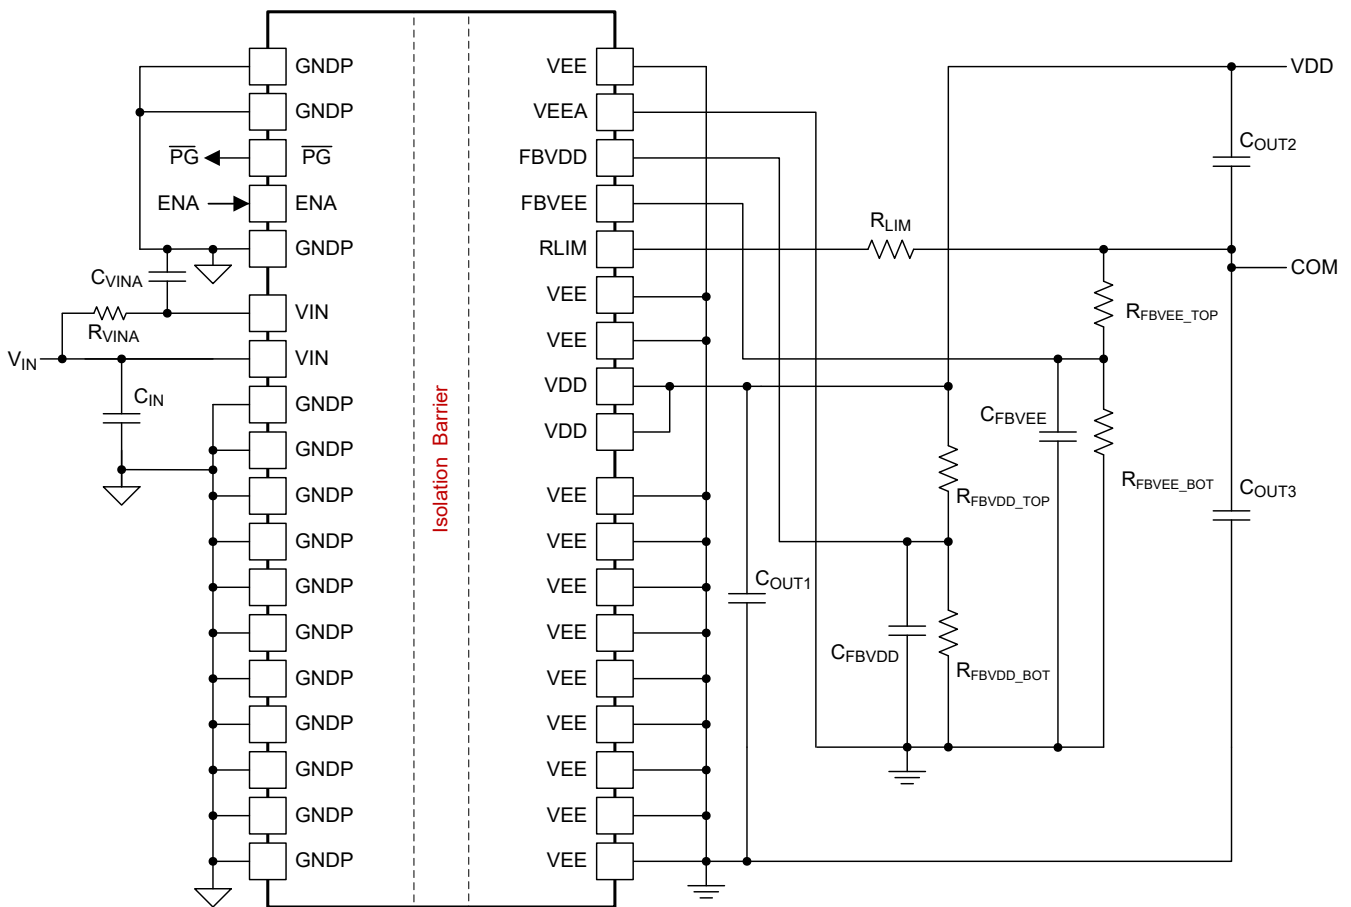 GNDP VEE
GNDP VEEA
VDD
PG PG FBVDD
COUT2
ENA ENA FBVEE
RLIM
GNDP RLIM
COM
CVINA
VEE
RFBVEE_TOP
VIN
RVINA
VEE
VIN VIN
VDD
CIN
GNDP
CFBVEE
VDD
GNDP
Isolation Barrier
RFBVEE_BOT
COUT3
GNDP VEE
RFBVDD_TOP
GNDP VEE
COUT1
GNDP VEE
GNDP VEE
CFBVDD
RFBVDD_BOT
GNDP VEE
GNDP VEE
GNDP VEE
GNDP VEE
GNDP VEE